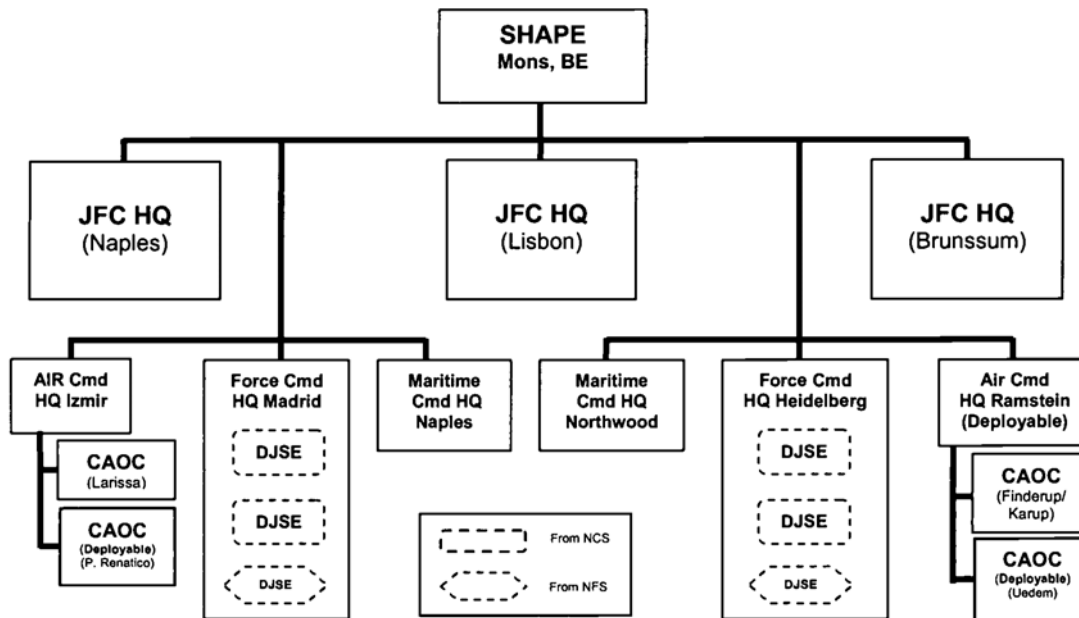 SHAPE
Mons, BE
JFC HQ
(Naples)
JFC HQ
(Lisbon)
JFC HQ
(Brunssum)
AIR Cmd
HQ Izmir
CAOC
(Larissa)
CAOC
(Deployable)
(P. Renatico)
Force Cmd
HQ Madrid
DJSE
DJSE
DJSE
Maritime
Cmd HQ
Naples
From NCS
From NFS
Maritime
Cmd HQ
Northwood
Force Cmd
HQ Heidelberg
DJSE
DJSE
DJSE
Air Cmd
HQ Ramstein
(Deployable)
CAOC
(Finderup/
Karup)
CAOC
(Deployable)
(Uedem)